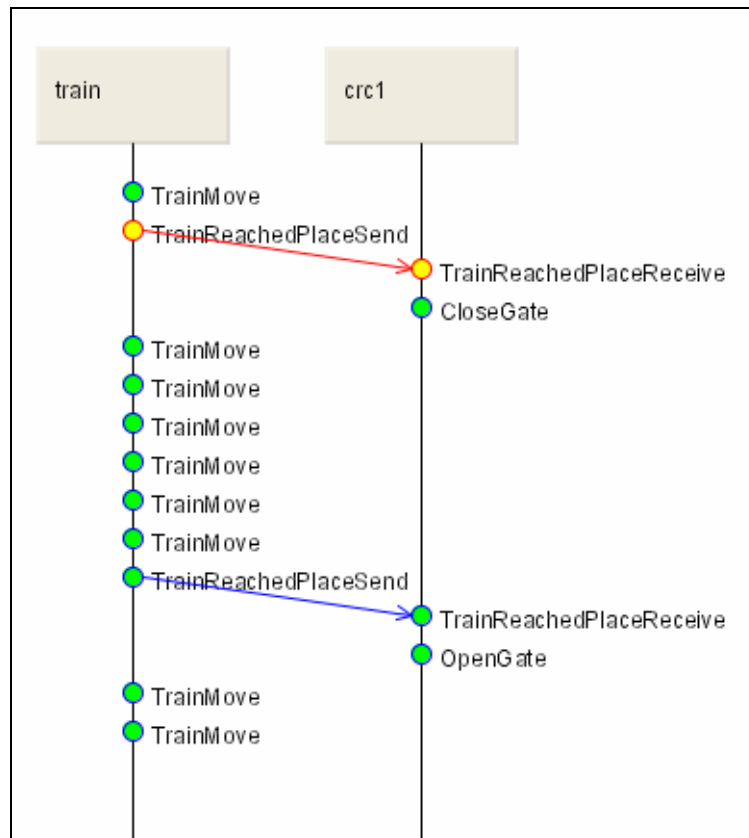 train
crc1
TrainMove
TrainReachedPlaceSend
TrainReachedPlaceReceive
CloseGate
TrainMove
TrainMove
TrainMove
TrainMove
TrainMove
TrainMove
TrainReachedPlaceSend
TrainReachedPlaceReceive
OpenGate
TrainMove
TrainMove